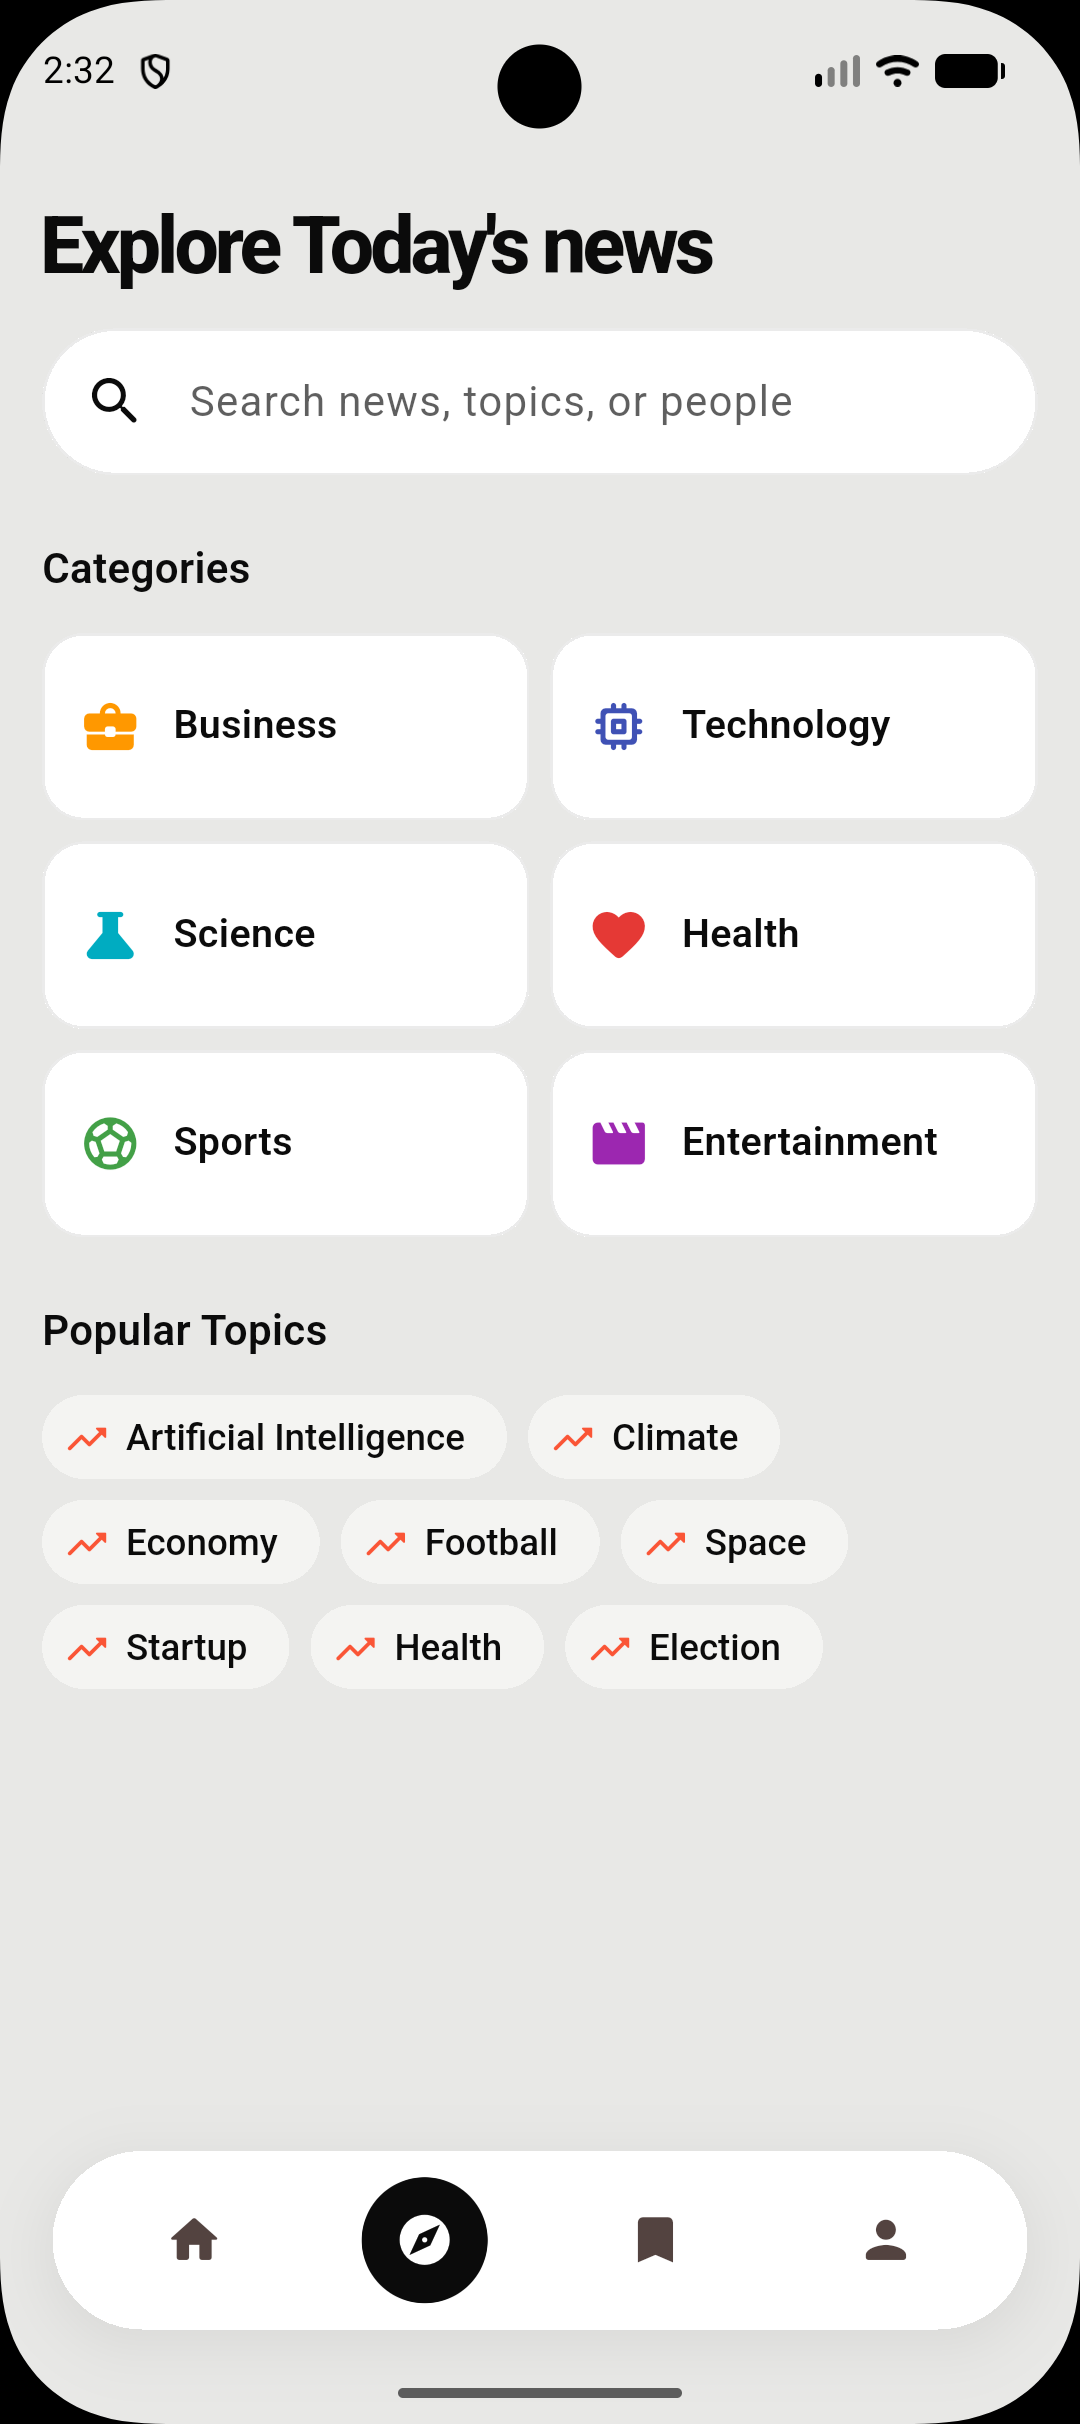 2:32
Explore Today's news
Search news, topics, or people
Categories
Business Technology
Science Health
Sports Entertainment
Popular Topics
Artificial Intelligence Climate
Economy Football Space
Startup Health Election